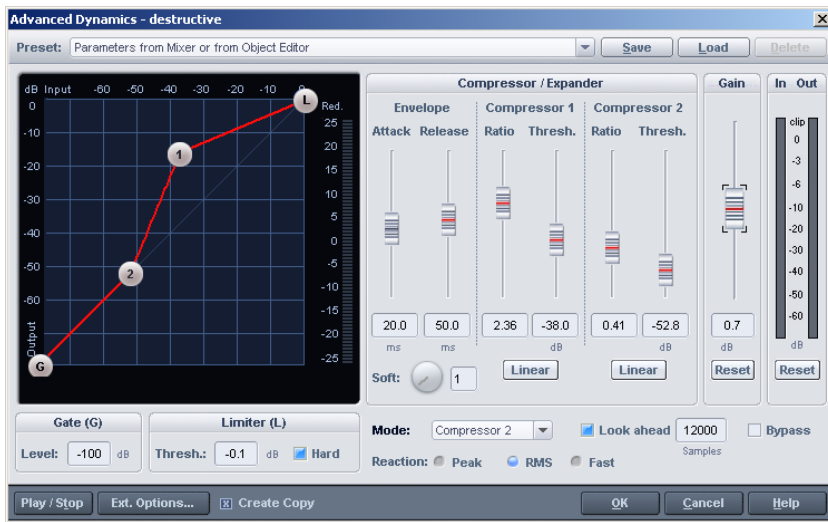 Advanced Dynamics - destructive
Preset: Parameters from Mixer or from Object Editor Save Load Delete
dB Input -60 -50 -40 -30 -20 -10 0
0
-10
-20
-30
-40
-50
-60
Output
L
1
2
G
Red.
25
20
15
10
5
0
-5
-10
-15
-20
-25
Compressor / Expander
Envelope Compressor 1 Compressor 2
Attack Release Ratio Thresh. Ratio Thresh.
20.0 50.0 2.36 -38.0 0.41 -52.8
ms ms dB dB
Soft: 1 Linear Linear
Gain
0.7
dB
Reset
In Out
clip
0
-3
-6
-10
-20
-30
-40
-50
-60
dB
Reset
Gate (G)
Level: -100 dB
Limiter (L)
Thresh.: -0.1 dB Hard
Mode: Compressor 2 Look ahead 12000 Bypass
Samples
Reaction: Peak RMS Fast
Play / Stop Ext. Options... x Create Copy OK Cancel Help